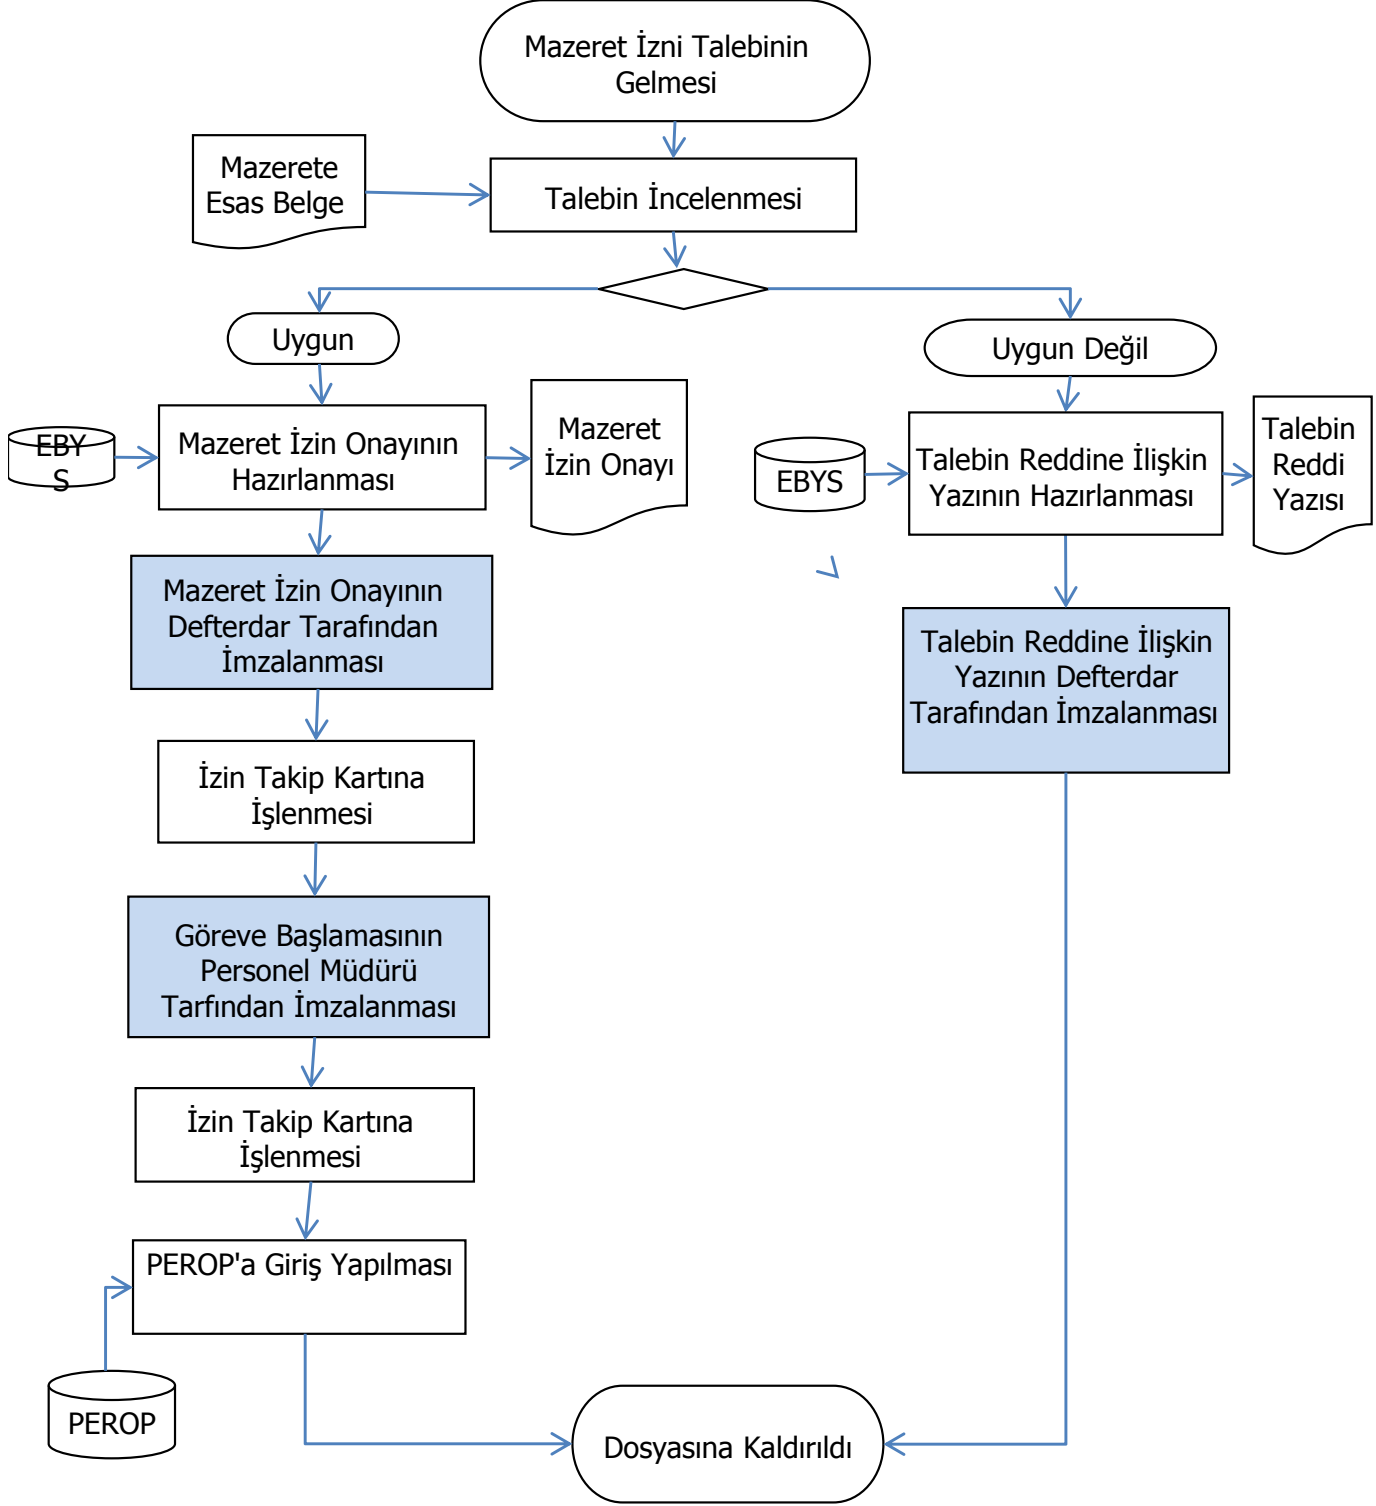 Mazeret İzni Talebinin
Gelmesi
Mazerete
Esas Belge
Talebin İncelenmesi
Uygun
Uygun Değil
EBY
S
Mazeret İzin Onayının
Hazırlanması
Mazeret
İzin Onayı
EBYS
Talebin Reddine İlişkin
Yazının Hazırlanması
Talebin
Reddi
Yazısı
Mazeret İzin Onayının
Defterdar Tarafından
İmzalanması
Talebin Reddine İlişkin
Yazının Defterdar
Tarafından İmzalanması
İzin Takip Kartına
İşlenmesi
Göreve Başlamasının
Personel Müdürü
Tarfından İmzalanması
İzin Takip Kartına
İşlenmesi
PEROP'a Giriş Yapılması
PEROP
Dosyasına Kaldırıldı